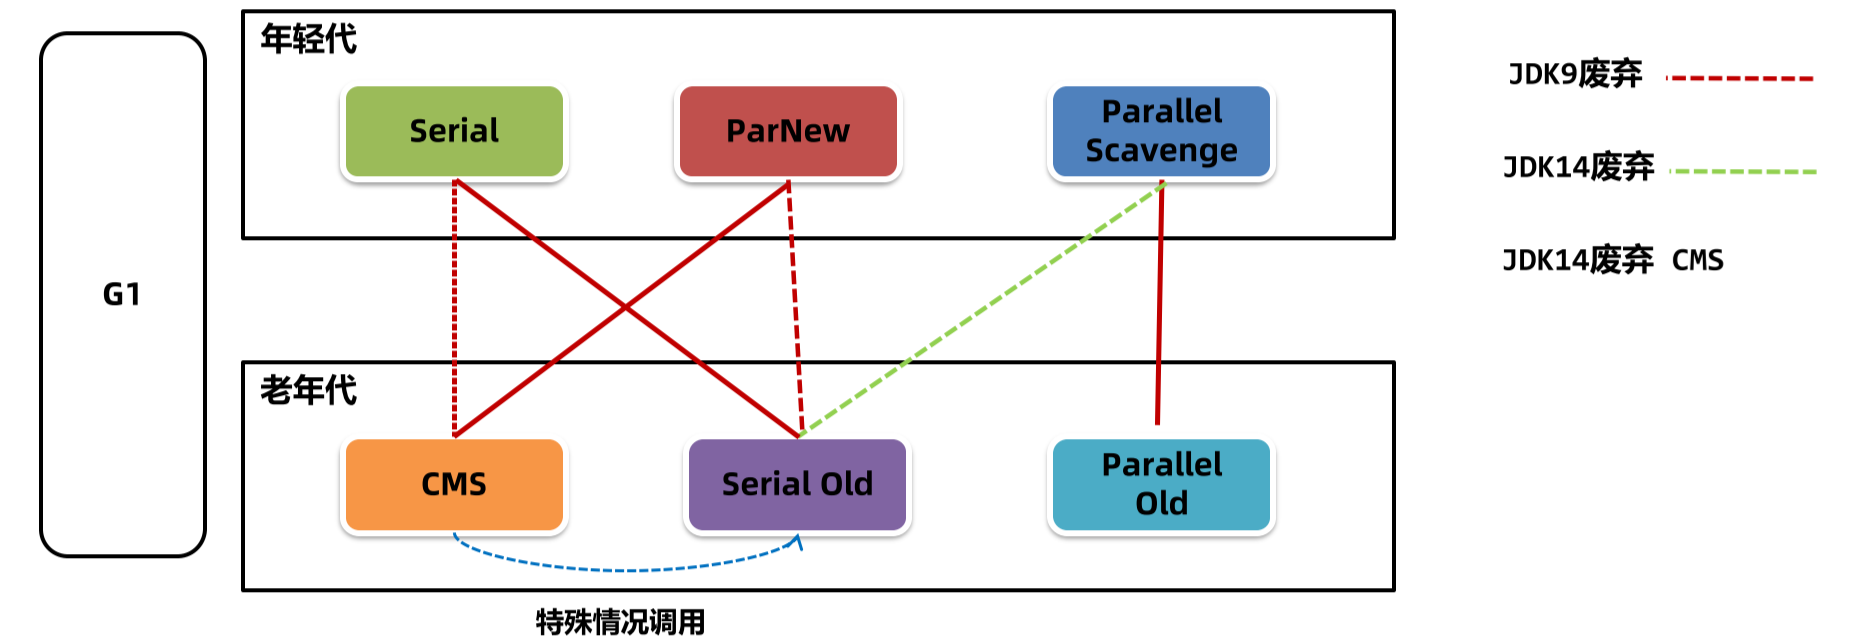 G1
年轻代
Serial
ParNew
Parallel
Scavenge
老年代
CMS
Serial Old
Parallel
Old
特殊情况调用
JDK9废弃
JDK14废弃
JDK14废弃 CMS